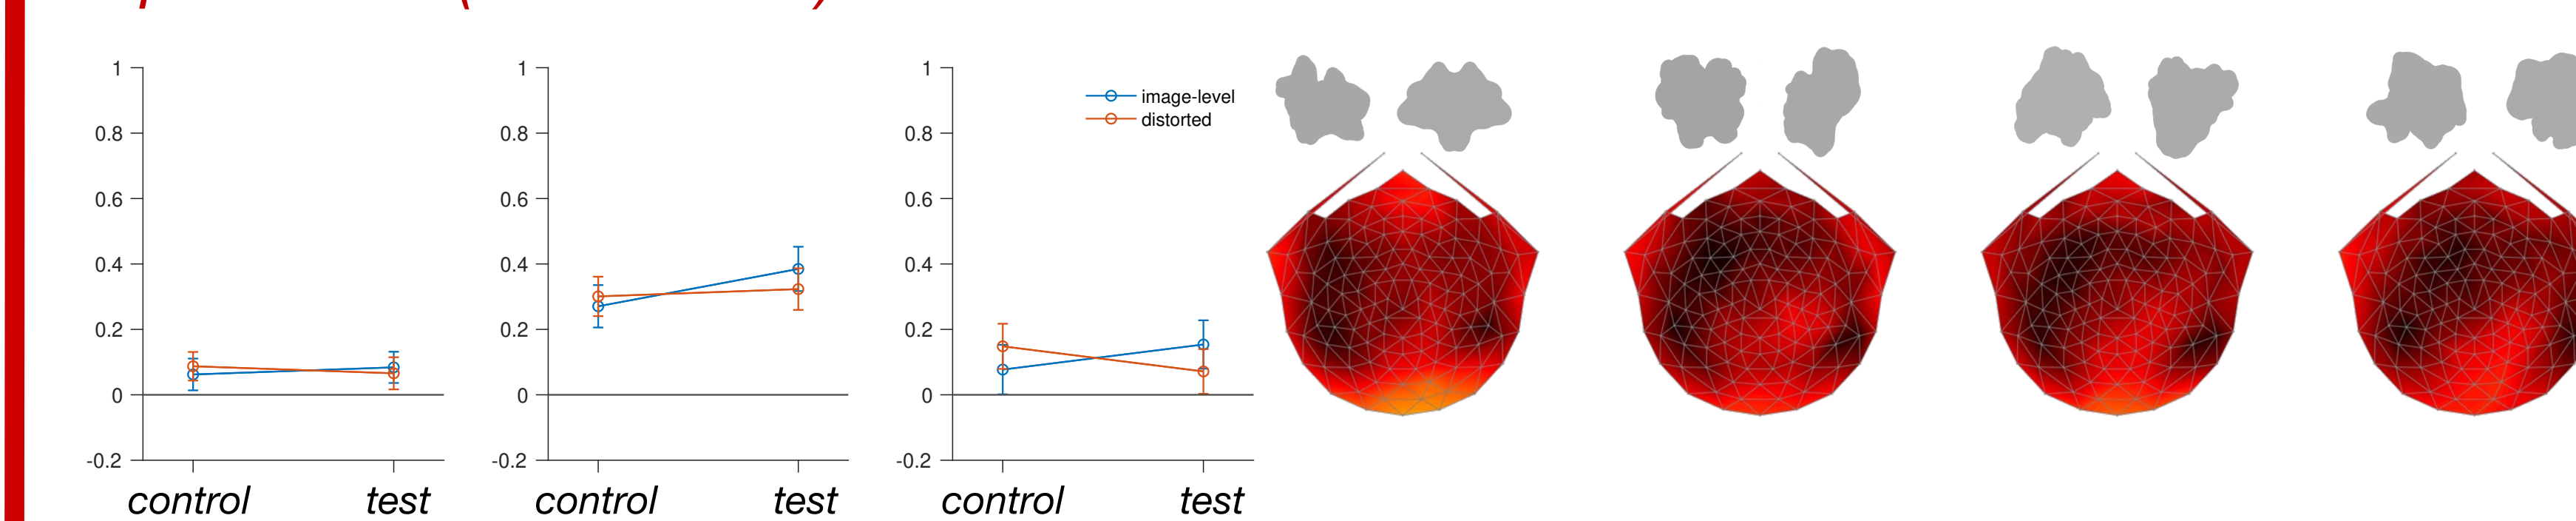 1 1 1
image-level
distorted
0.8 0.8 0.8
0.6 0.6 0.6
0.4 0.4 0.4
0.2 0.2 0.2
0 0 0
-0.2 -0.2 -0.2
control test control test control test